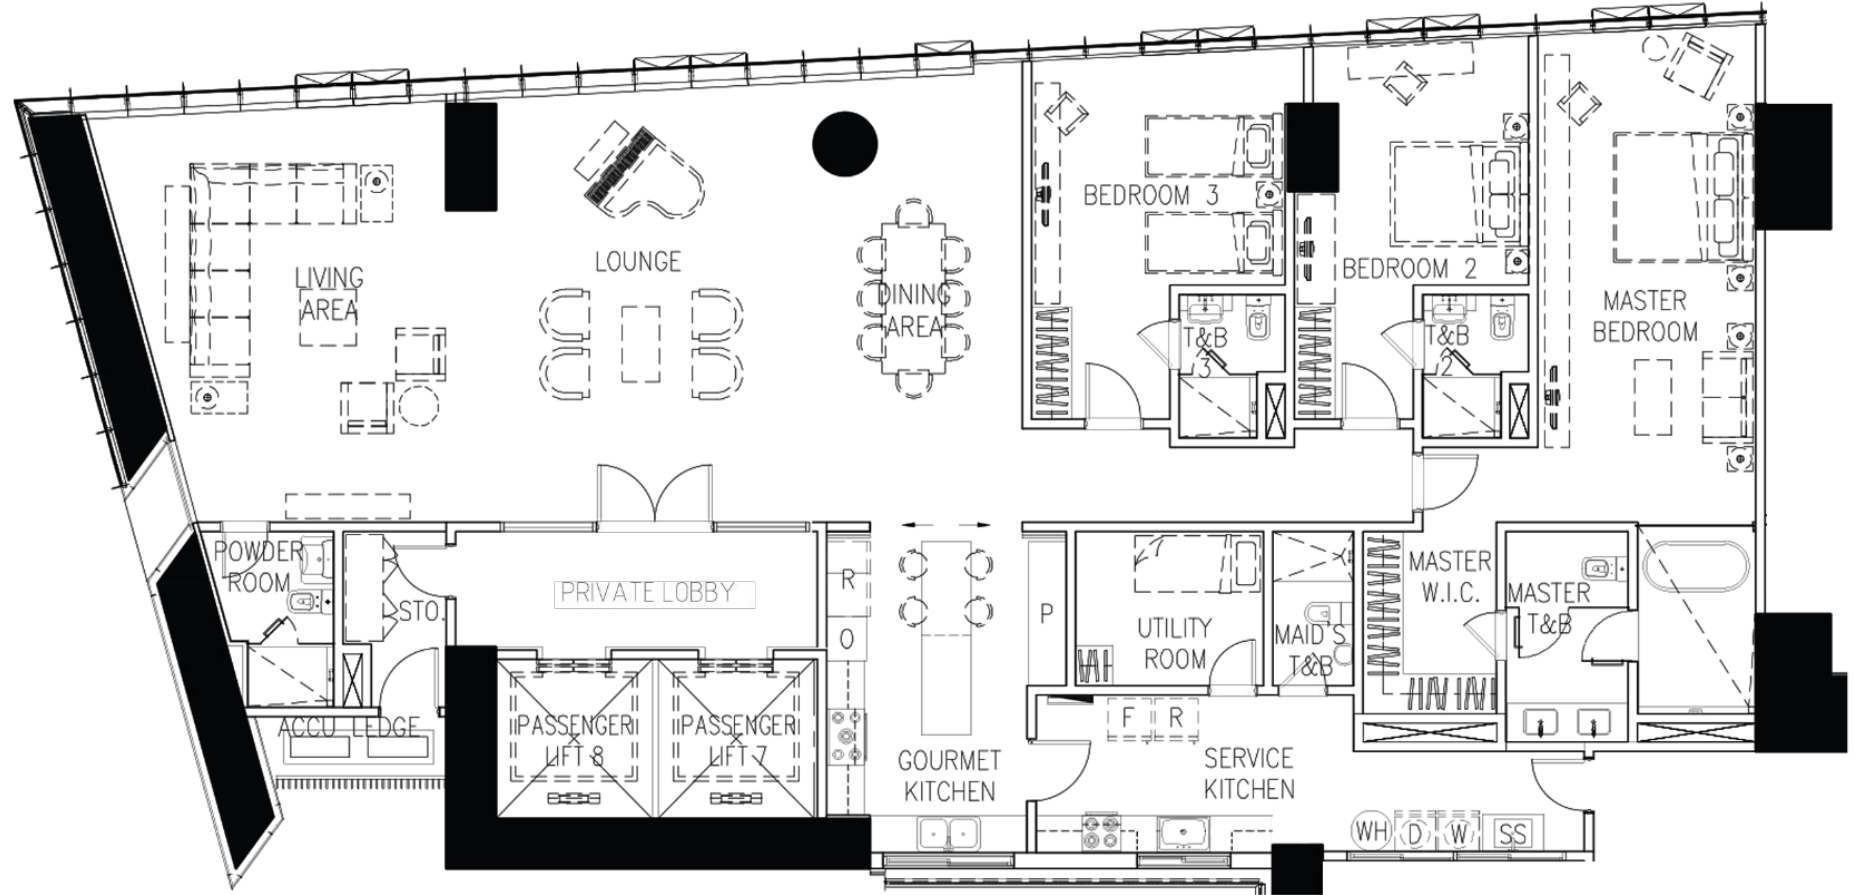 BEDROOM 3
LOUNGE
LIVING
AREA
DINING
AREA
BEDROOM 2
MASTER
BEDROOM
T&B
3
T&B
2
POWDER
ROOM
STO.
PRIVATE LOBBY
R
O
P
UTILITY
ROOM
MAID'S
T&B
MASTER
W.I.C.
MASTER
T&B
ACCU LEDGE
PASSENGER
LIFT 8
PASSENGER
LIFT 7
GOURMET
KITCHEN
F
R
SERVICE
KITCHEN
WH
D
W
SS